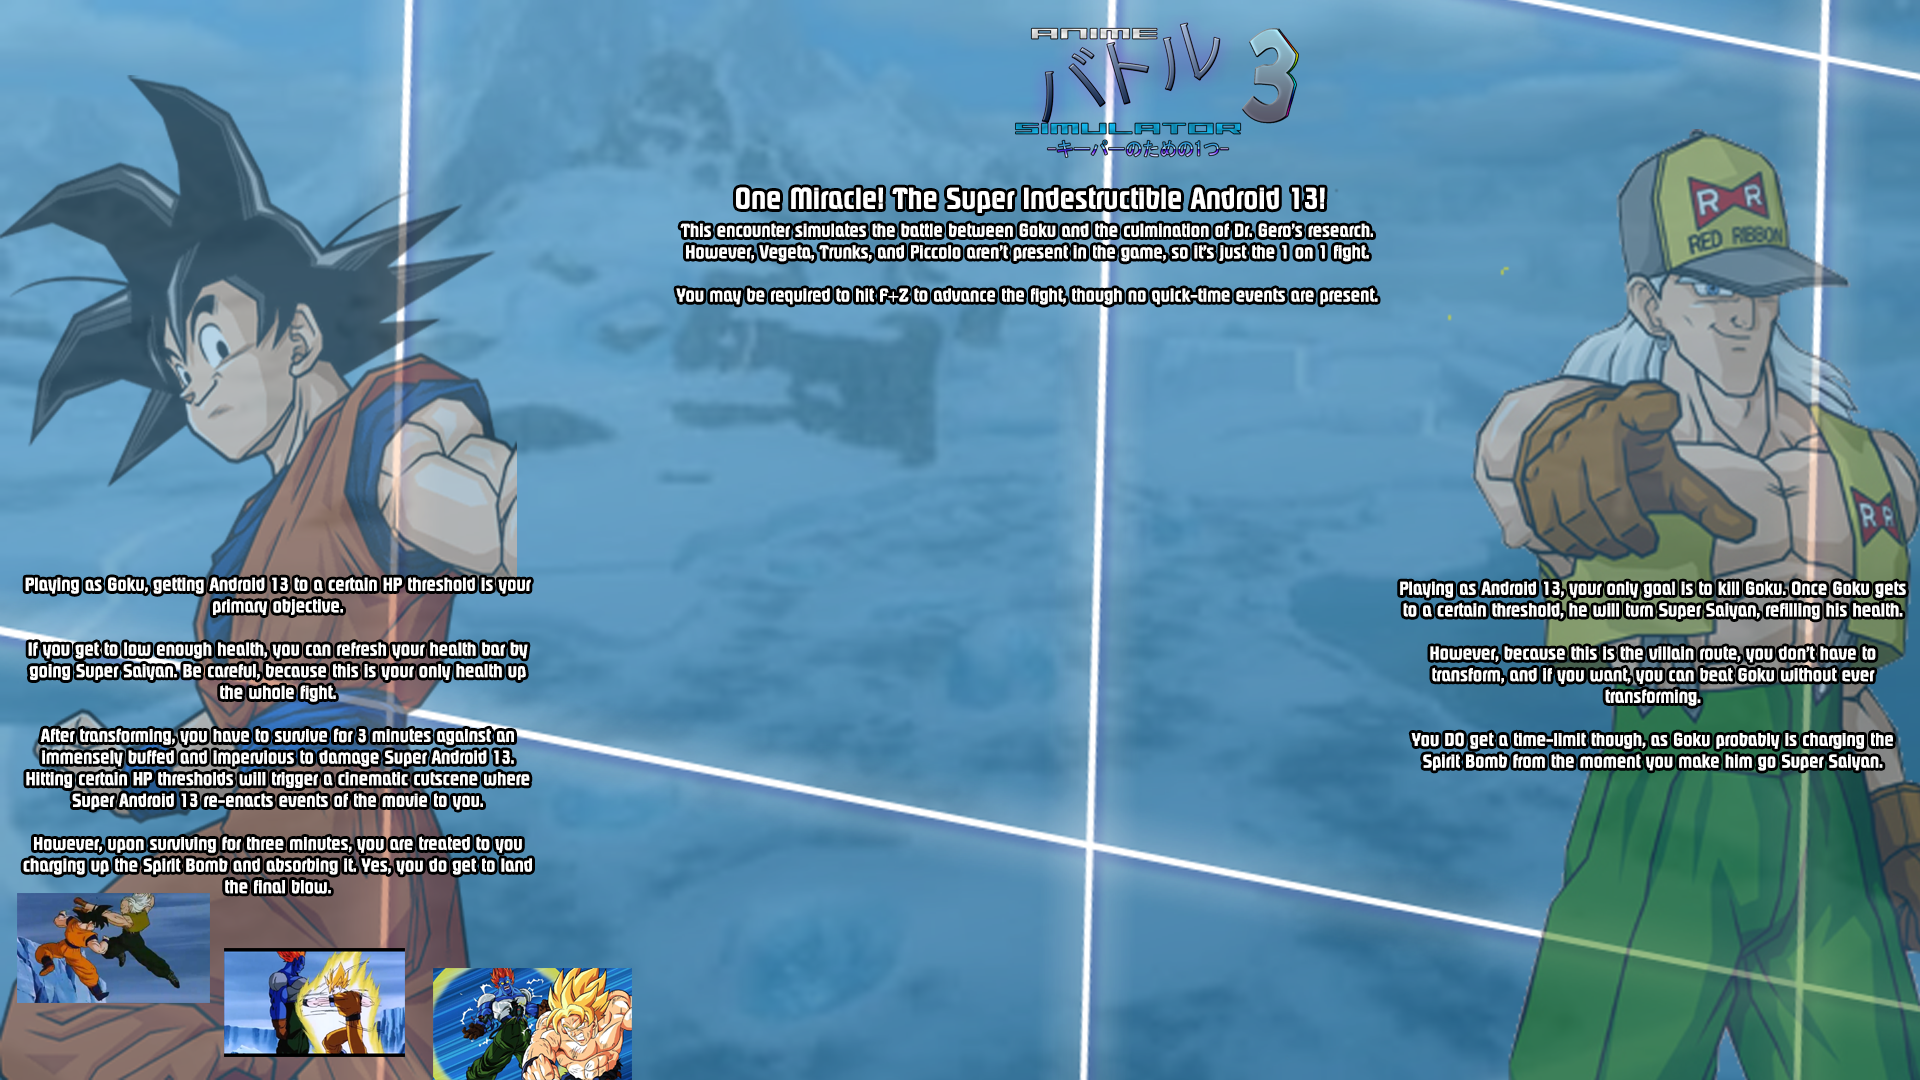 ANIME
バトル 3
SIMULATOR
-キーパーのための1つ-
One Miracle! The Super Indestructible Android 13!
This encounter simulates the battle between Goku and the culmination of Dr. Gero's research.
However, Vegeta, Trunks, and Piccolo aren't present in the game, so it's just the 1 on 1 fight.
You may be required to hit F+Z to advance the fight, though no quick-time events are present.
R R
RED RIBBON
R R
Playing as Goku, getting Android 13 to a certain HP threshold is your
primary objective.
If you get to low enough health, you can refresh your health bar by
going Super Saiyan. Be careful, because this is your only health up
the whole fight.
After transforming, you have to survive for 3 minutes against an
immensely buffed and impervious to damage Super Android 13.
Hitting certain HP thresholds will trigger a cinematic cutscene where
Super Android 13 re-enacts events of the movie to you.
However, upon surviving for three minutes, you are treated to you
charging up the Spirit Bomb and absorbing it. Yes, you do get to land
the final blow.
Playing as Android 13, your only goal is to kill Goku. Once Goku gets
to a certain threshold, he will turn Super Saiyan, refilling his health.
However, because this is the villain route, you don't have to
transform, and if you want, you can beat Goku without ever
transforming.
You DO get a time-limit though, as Goku probably is charging the
Spirit Bomb from the moment you make him go Super Saiyan.